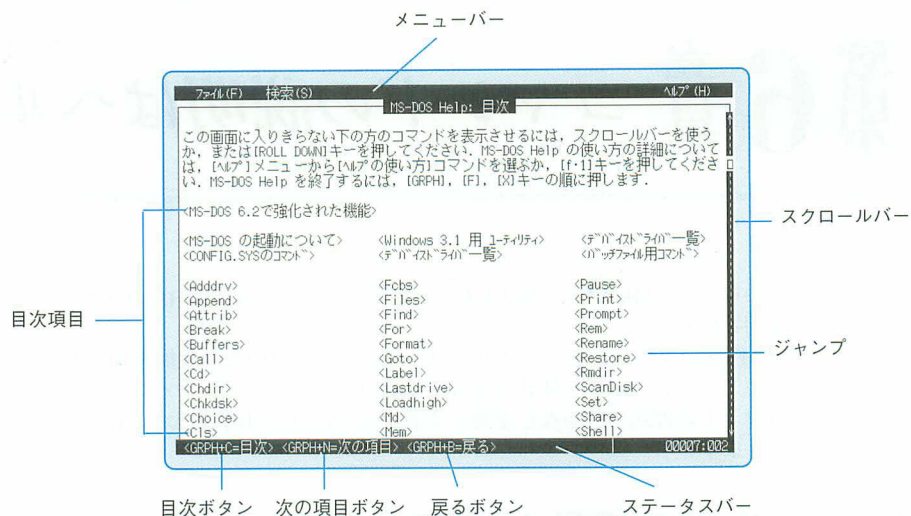 メニューバー
ファイル(F) 検索(S) ヘルプ(H)
MS-DOS Help: 目次
この画面に入りきらない下の方のコマンドを表示させるには，スクロールバーを使う
か，または[ROLL DOWN]キーを押してください．MS-DOS Help の使い方の詳細について
は，[ヘルプ]メニューから[ヘルプの使い方]コマンドを選ぶか，[f･1]キーを押してくださ
い．MS-DOS Help を終了するには，[GRPH]，[F]，[X]キーの順に押します．
<MS-DOS 6.2で強化された機能>
スクロールバー
<MS-DOS の起動について> <Windows 3.1 用 ユーティリティ> <デバイスドライバ一覧>
<CONFIG.SYSのコマンド> <デバイスドライバ一覧> <バッチファイル用コマンド>
<Adddrv> <Fcbs> <Pause>
<Append> <Files> <Print>
目次項目
<Attrib> <Find> <Prompt>
<Break> <For> <Rem>
<Buffers> <Format> <Rename>
ジャンプ
<Call> <Goto> <Restore>
<Cd> <Label> <Rmdir>
<Chdir> <Lastdrive> <ScanDisk>
<Chkdsk> <Loadhigh> <Set>
<Choice> <Md> <Share>
<Cls> <Mem> <Shell>
<GRPH+C=目次> <GRPH+N=次の項目> <GRPH+B=戻る> 00007:002
目次ボタン 次の項目ボタン 戻るボタン ステータスバー